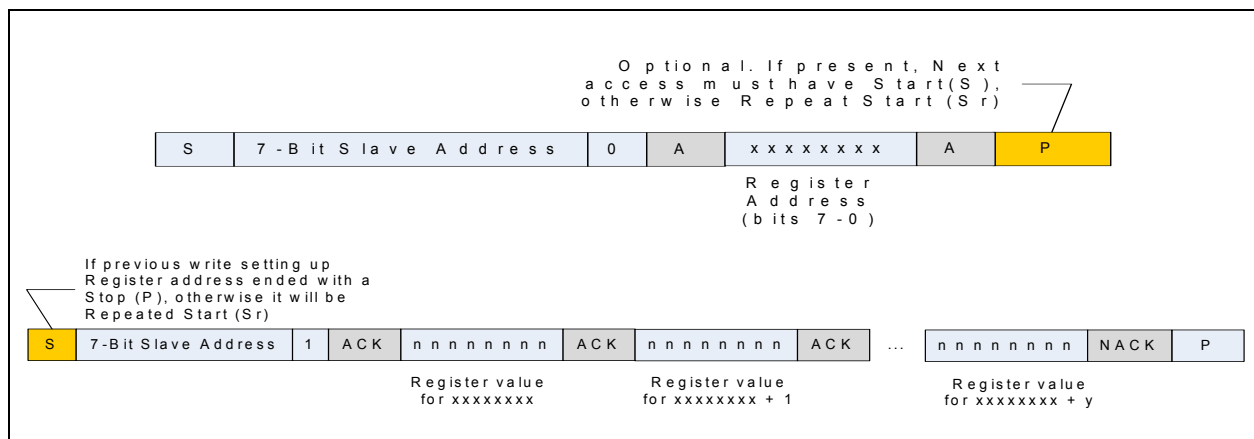 Optional. If present, Next
access must have Start(S),
otherwise Repeat Start (Sr)
S 7-Bit Slave Address 0 A xxxxxxxx A P
Register
Address
(bits 7-0)
If previous write setting up
Register address ended with a
Stop (P), otherwise it will be
Repeated Start (Sr)
S 7-Bit Slave Address 1 ACK nnnnnnnn ACK nnnnnnnn ACK ... nnnnnnnn NACK P
Register value
for xxxxxxxx
Register value
for xxxxxxxx + 1
Register value
for xxxxxxxx + y